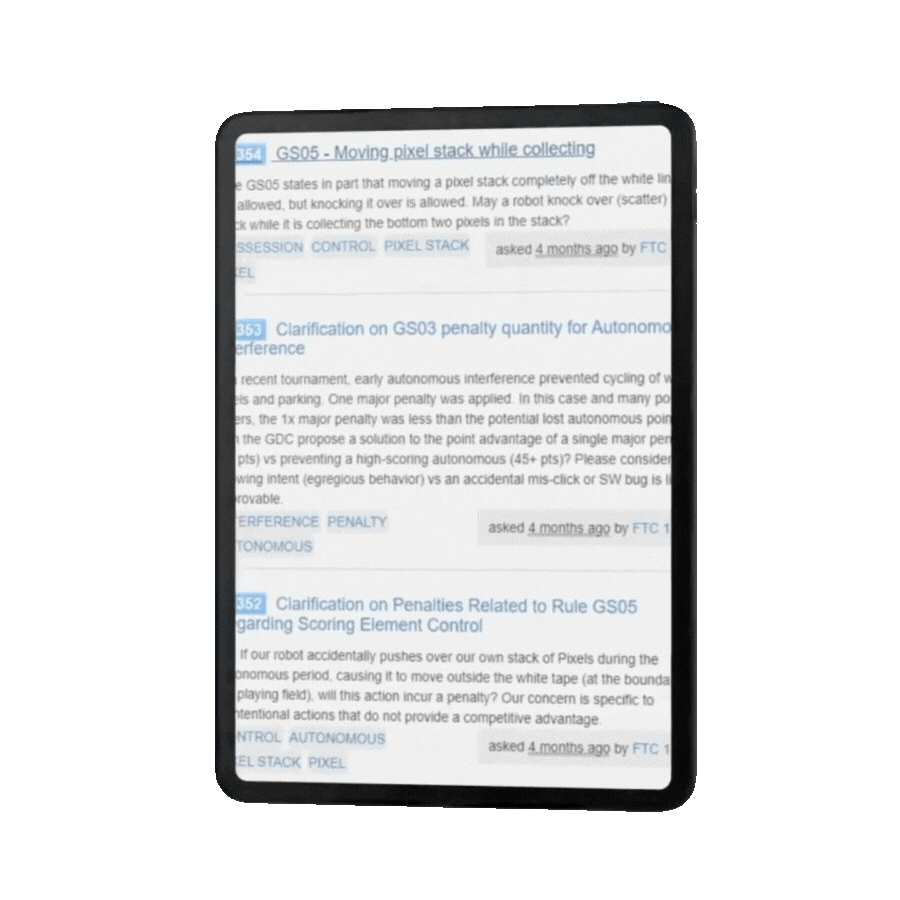 354 GS05 - Moving pixel stack while collecting
e GS05 states in part that moving a pixel stack completely off the white lin
allowed, but knocking it over is allowed. May a robot knock over (scatter)
ck while it is collecting the bottom two pixels in the stack?
SSESSION CONTROL PIXEL STACK asked 4 months ago by FTC
EL
353 Clarification on GS03 penalty quantity for Autonomo
erference
recent tournament, early autonomous interference prevented cycling of w
els and parking. One major penalty was applied. In this case and many po
ers, the 1x major penalty was less than the potential lost autonomous poin
the GDC propose a solution to the point advantage of a single major pen
pts) vs preventing a high-scoring autonomous (45+ pts)? Please consider
wing intent (egregious behavior) vs an accidental mis-click or SW bug is li
rovable.
ERFERENCE PENALTY asked 4 months ago by FTC 1
TONOMOUS
352 Clarification on Penalties Related to Rule GS05
garding Scoring Element Control
If our robot accidentally pushes over our own stack of Pixels during the
onomous period, causing it to move outside the white tape (at the bounda
playing field), will this action incur a penalty? Our concern is specific to
ntentional actions that do not provide a competitive advantage.
NTROL AUTONOMOUS asked 4 months ago by FTC 1
EL STACK PIXEL